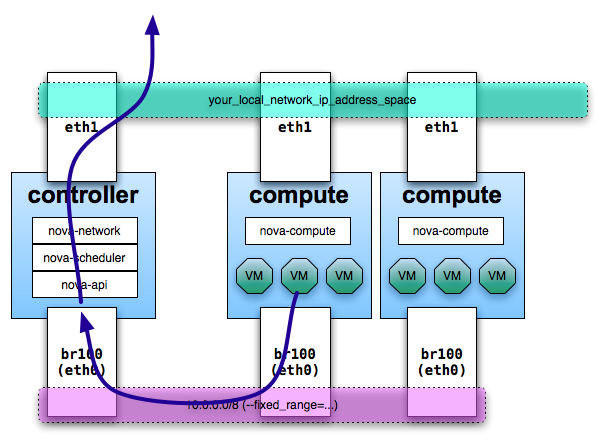 your_local_network_ip_address_space
eth1
eth1
eth1
controller
compute
compute
nova-network
nova-compute
nova-compute
nova-scheduler
nova-api
VM
VM
VM
VM
VM
VM
br100
(eth0)
br100
(eth0)
br100
(eth0)
10.0.0.0/8 (--fixed_range=...)